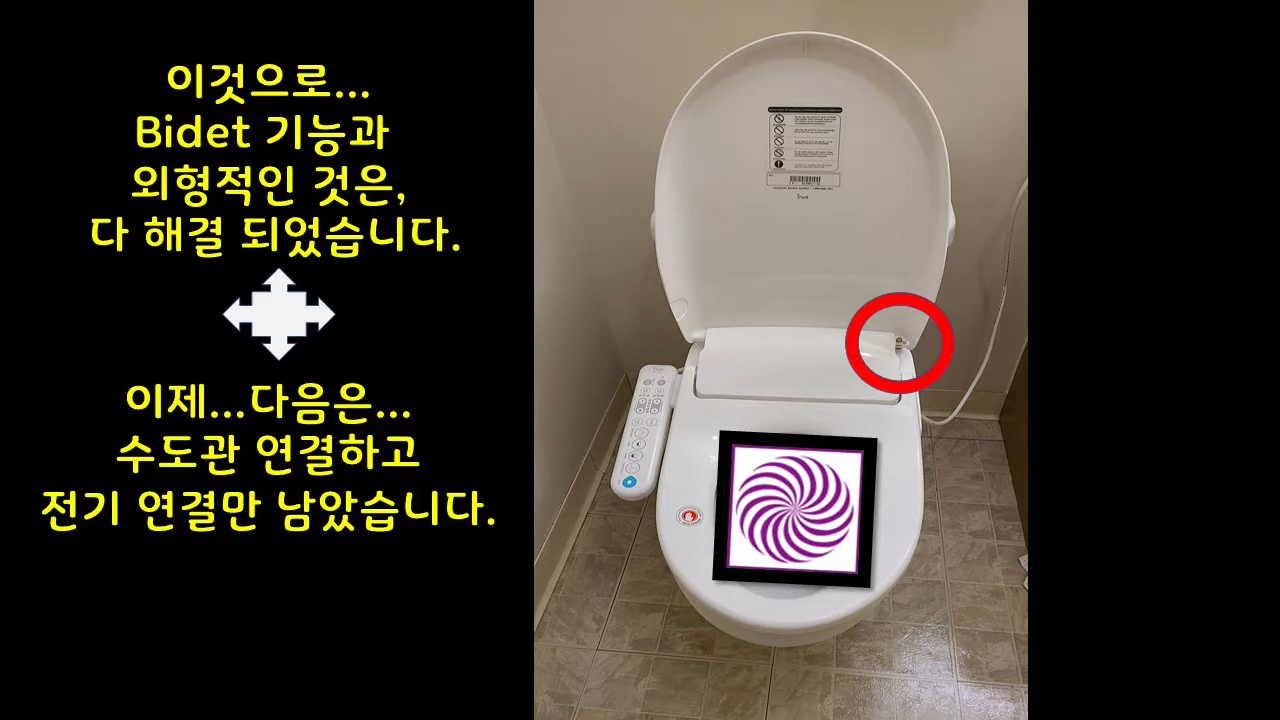 이것으로...
Bidet 기능과
외형적인 것은,
다 해결 되었습니다.
이제...다음은...
수도관 연결하고
전기 연결만 남았습니다.